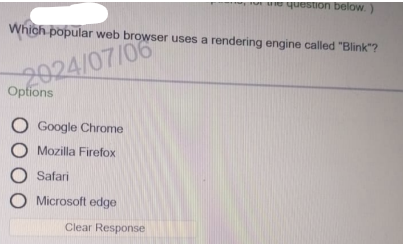 question below. )
Which popular web browser uses a rendering engine called "Blink"?
2024/07/06
Options
Google Chrome
Mozilla Firefox
Safari
Microsoft edge
Clear Response